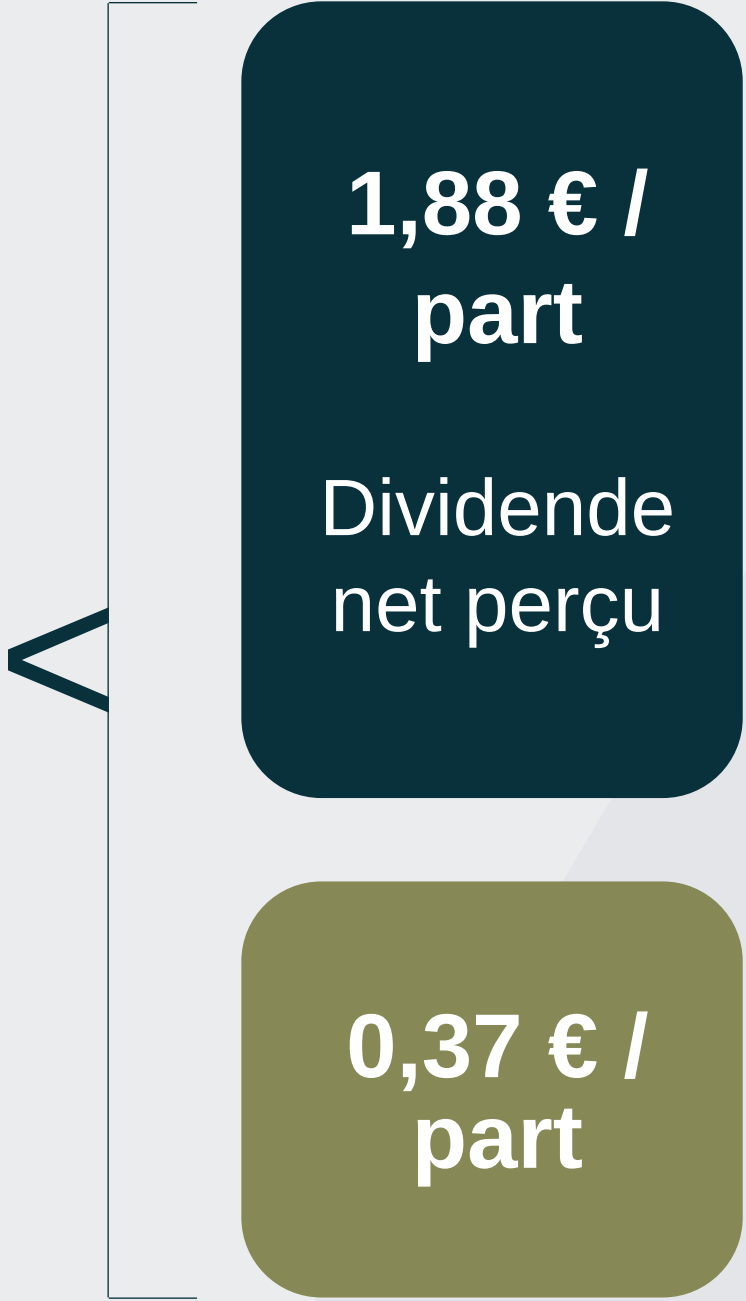 1,88 € /
part
Dividende
net perçu
0,37 € /
part